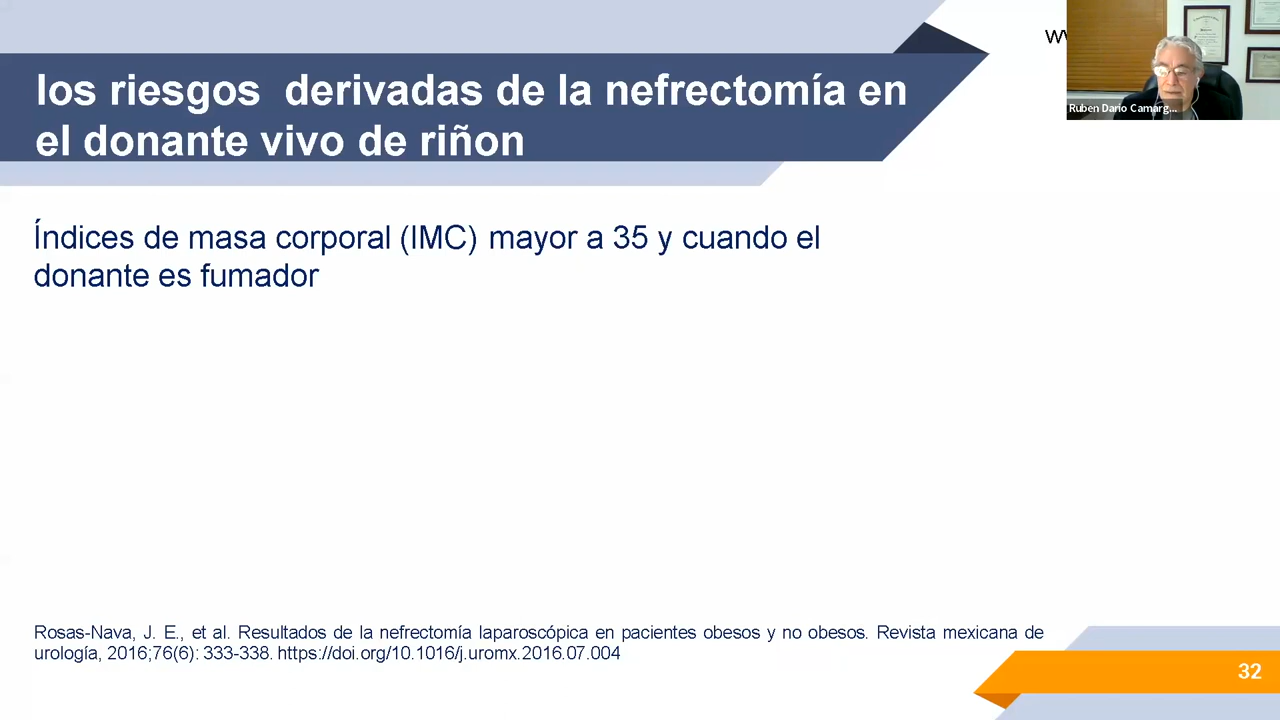 los riesgos  derivadas de la nefrectomía en
el donante vivo de riñon
Ruben Dario Camarg...
Índices de masa corporal (IMC) mayor a 35 y cuando el
donante es fumador
Rosas-Nava, J. E., et al. Resultados de la nefrectomía laparoscópica en pacientes obesos y no obesos. Revista mexicana de
urología, 2016;76(6): 333-338. https://doi.org/10.1016/j.uromx.2016.07.004
32